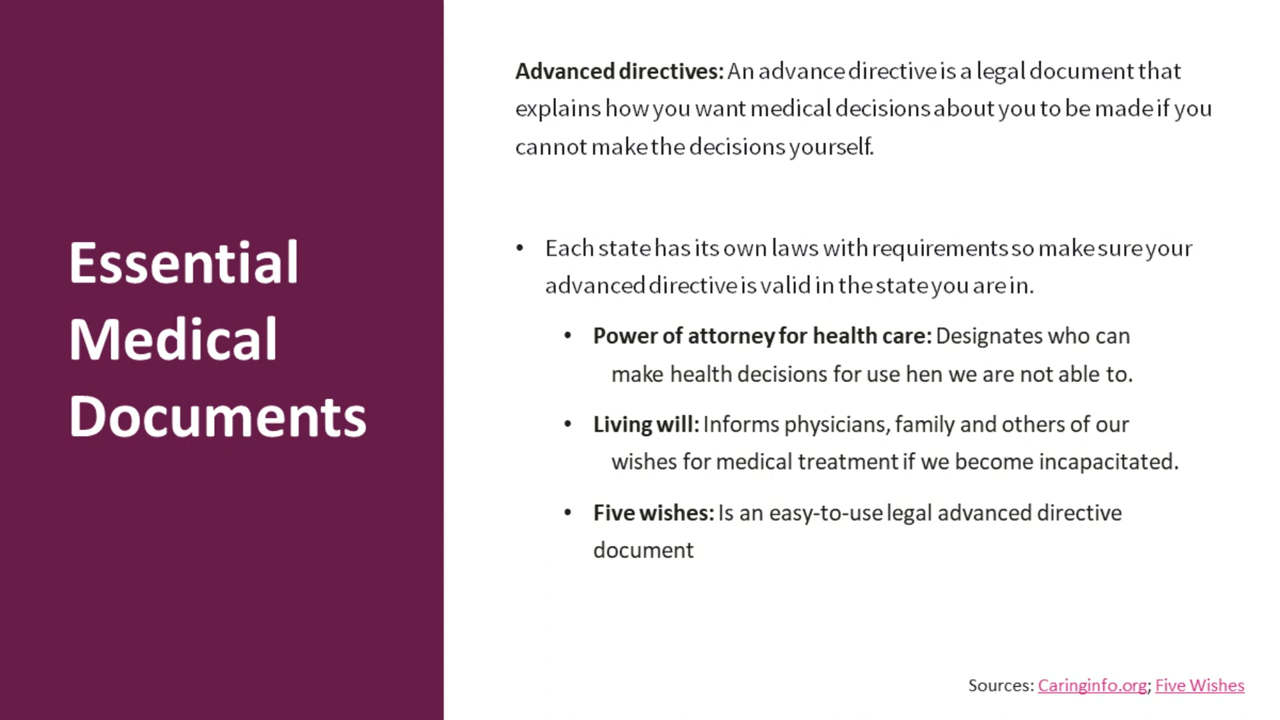 Essential
Medical
Documents
Advanced directives: An advance directive is a legal document that
explains how you want medical decisions about you to be made if you
cannot make the decisions yourself.
• Each state has its own laws with requirements so make sure your
advanced directive is valid in the state you are in.
• Power of attorney for health care: Designates who can
make health decisions for use hen we are not able to.
• Living will: Informs physicians, family and others of our
wishes for medical treatment if we become incapacitated.
• Five wishes: Is an easy-to-use legal advanced directive
document
Sources: Caringinfo.org; Five Wishes